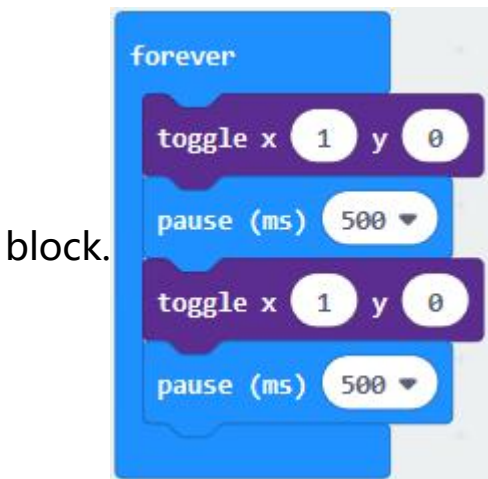 forever
toggle x 1 y 0
pause (ms) 500
block.
toggle x 1 y 0
pause (ms) 500